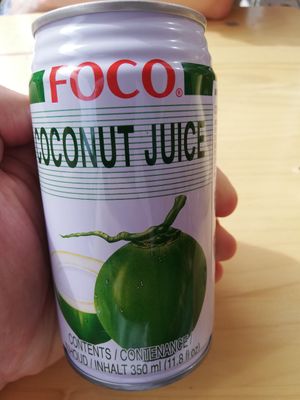 FOCO®
COCONUT JUICE
CONTENTS / CONTENANCE
INHALT 350 ml (11.8 fl oz)